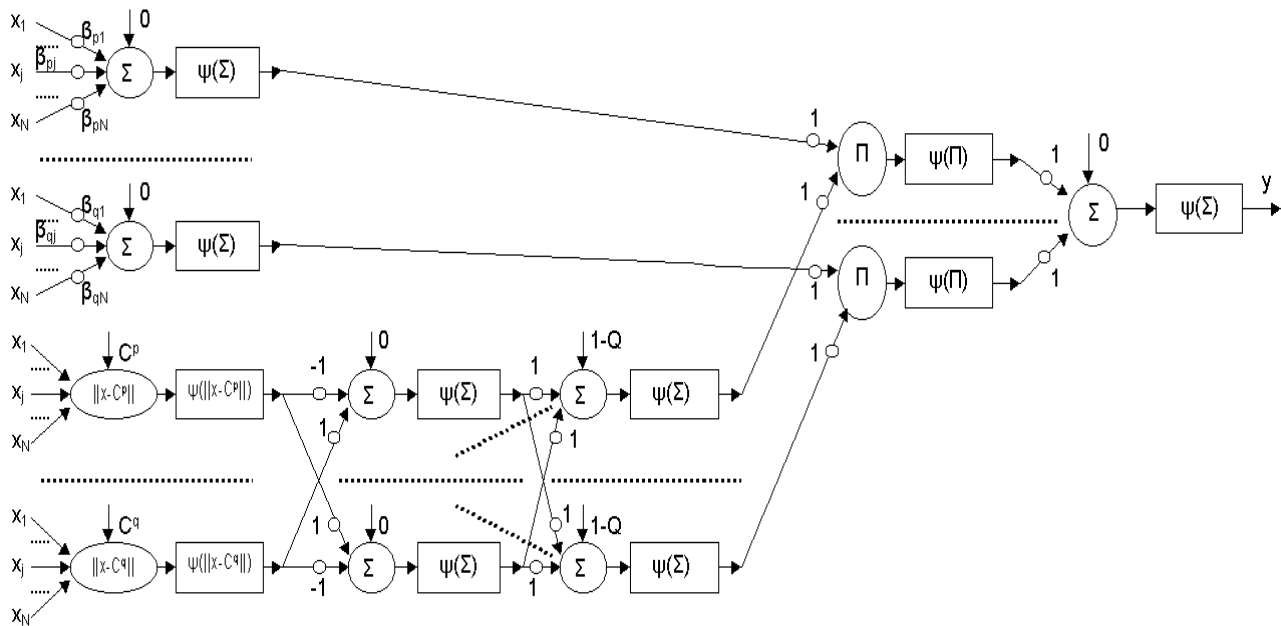 x1
.....
βp1
0
xj
βpj
Σ
ψ(Σ)
.....
xN
βpN
1
Π
ψ(Π)
1
0
1
x1
.....
βq1
0
xj
βqj
Σ
ψ(Σ)
.....
xN
βqN
Σ
ψ(Σ)
y
1
Π
ψ(Π)
1
1
x1
.....
Cp
xj
||x-Cp||
ψ(||x-Cp||)
.....
xN
-1
0
Σ
ψ(Σ)
1
1
1-Q
Σ
ψ(Σ)
1
x1
.....
Cq
xj
||x-Cq||
ψ(||x-Cq||)
.....
xN
1
0
-1
Σ
ψ(Σ)
1
1-Q
1
Σ
ψ(Σ)